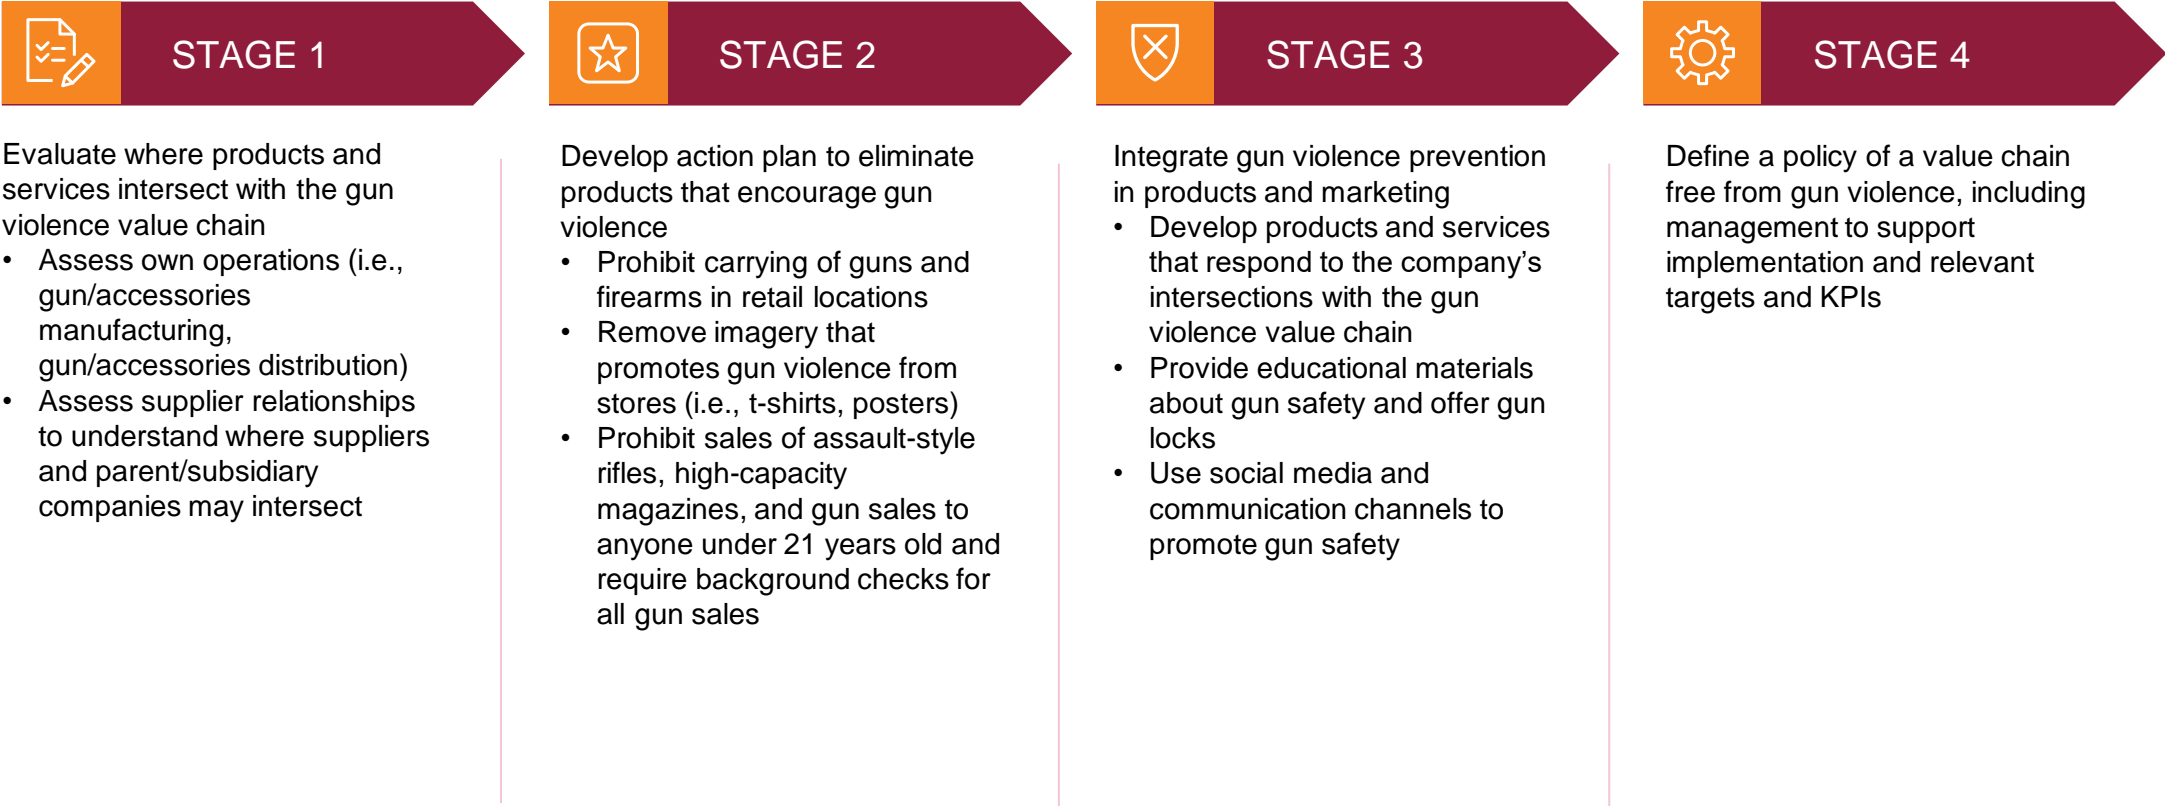 STAGE 1
Evaluate where products and
services intersect with the gun
violence value chain
• Assess own operations (i.e.,
gun/accessories
manufacturing,
gun/accessories distribution)
• Assess supplier relationships
to understand where suppliers
and parent/subsidiary
companies may intersect
STAGE 2
Develop action plan to eliminate
products that encourage gun
violence
• Prohibit carrying of guns and
firearms in retail locations
• Remove imagery that
promotes gun violence from
stores (i.e., t-shirts, posters)
• Prohibit sales of assault-style
rifles, high-capacity
magazines, and gun sales to
anyone under 21 years old and
require background checks for
all gun sales
STAGE 3
Integrate gun violence prevention
in products and marketing
• Develop products and services
that respond to the company’s
intersections with the gun
violence value chain
• Provide educational materials
about gun safety and offer gun
locks
• Use social media and
communication channels to
promote gun safety
STAGE 4
Define a policy of a value chain
free from gun violence, including
management to support
implementation and relevant
targets and KPIs